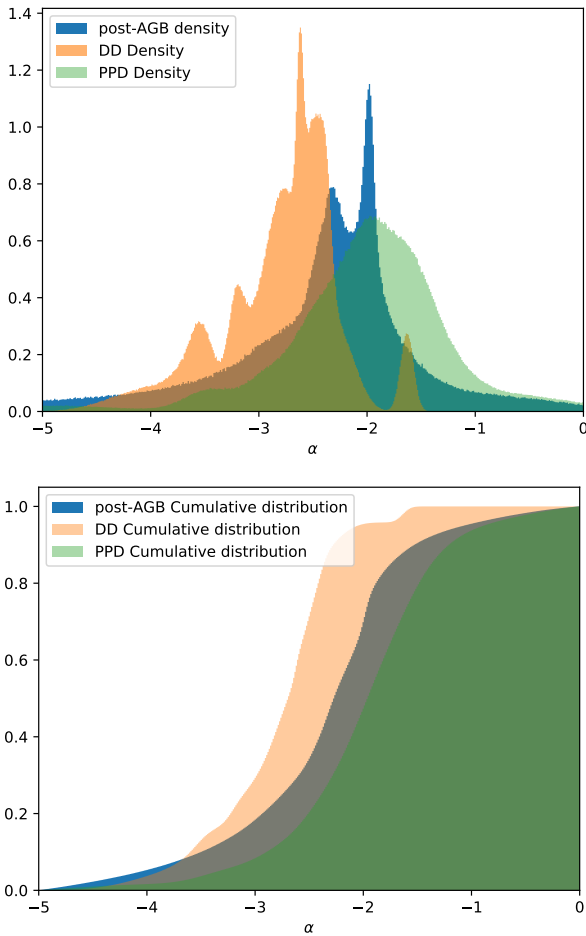 post-AGB density
DD Density
PPD Density
1.4
1.2
1.0
0.8
0.6
0.4
0.2
0.0
−5 −4 −3 −2 −1 0
α
post-AGB Cumulative distribution
DD Cumulative distribution
PPD Cumulative distribution
1.0
0.8
0.6
0.4
0.2
0.0
−5 −4 −3 −2 −1 0
α